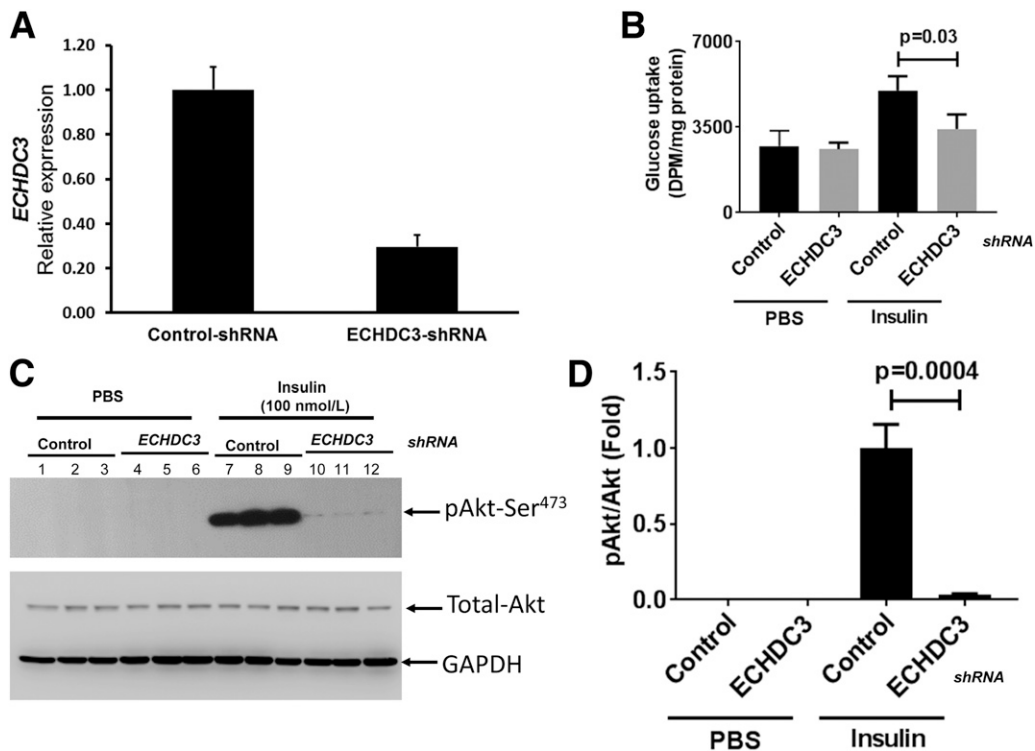 A
ECHDC3
Relative exprression
1.20
1.00
0.80
0.60
0.40
0.20
0.00
Control-shRNA ECHDC3-shRNA
B
Glucose uptake
(DPM/mg protein)
7000
3500
0
p=0.03
Control ECHDC3 Control ECHDC3 shRNA
PBS Insulin
C
PBS Insulin
(100 nmol/L)
Control ECHDC3 Control ECHDC3 shRNA
1 2 3 4 5 6 7 8 9 10 11 12
pAkt-Ser⁴⁷³
Total-Akt
GAPDH
D
pAkt/Akt (Fold)
1.5
1.0
0.5
0.0
p=0.0004
Control ECHDC3 Control ECHDC3 shRNA
PBS Insulin